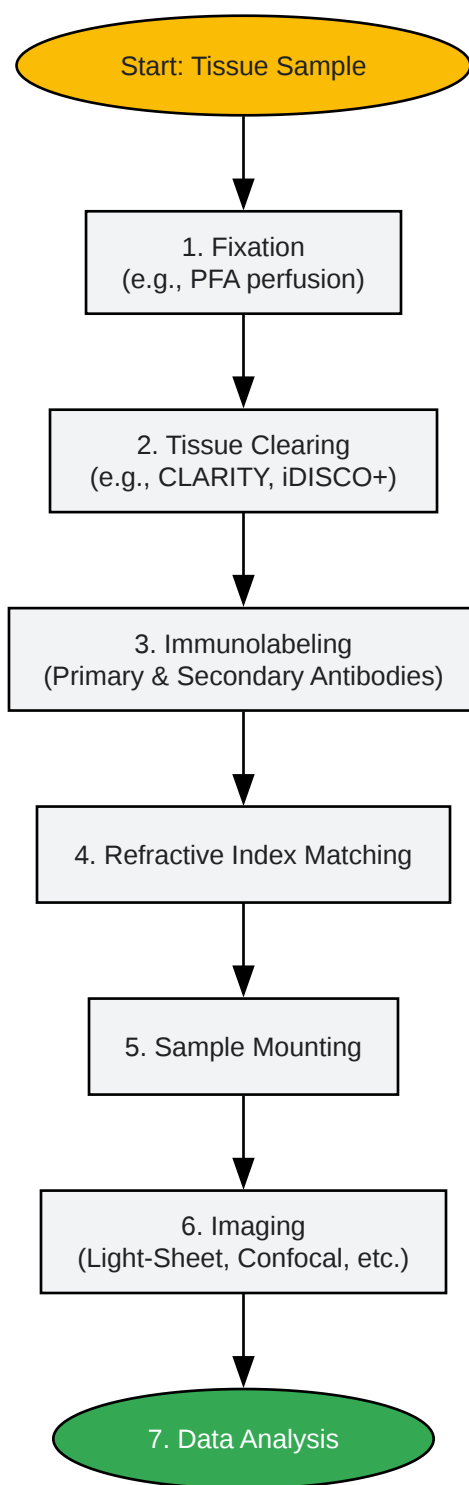 Start: Tissue Sample
1. Fixation
(e.g., PFA perfusion)
2. Tissue Clearing
(e.g., CLARITY, iDISCO+)
3. Immunolabeling
(Primary & Secondary Antibodies)
4. Refractive Index Matching
5. Sample Mounting
6. Imaging
(Light-Sheet, Confocal, etc.)
7. Data Analysis